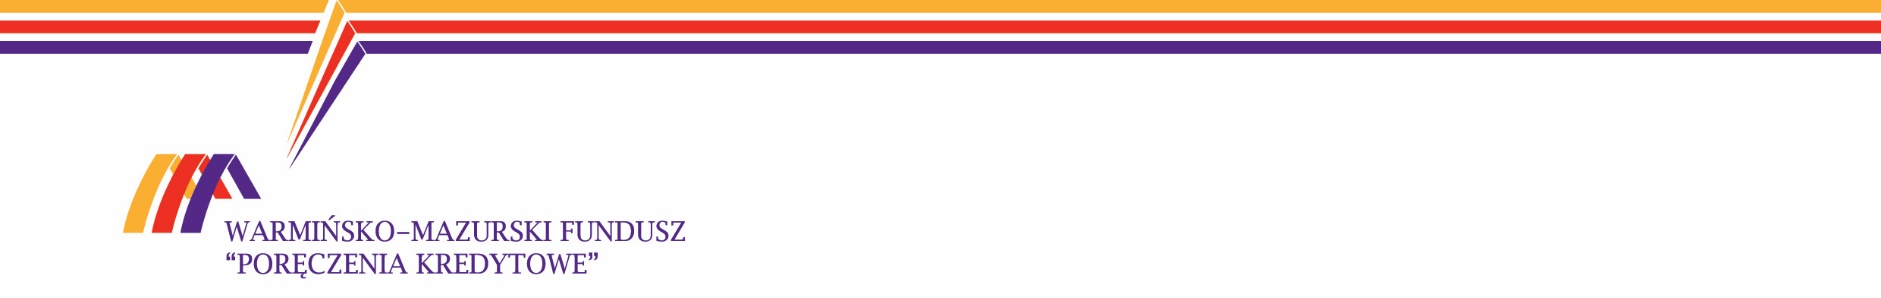 WARMIŃSKO-MAZURSKI FUNDUSZ
“PORĘCZENIA KREDYTOWE”